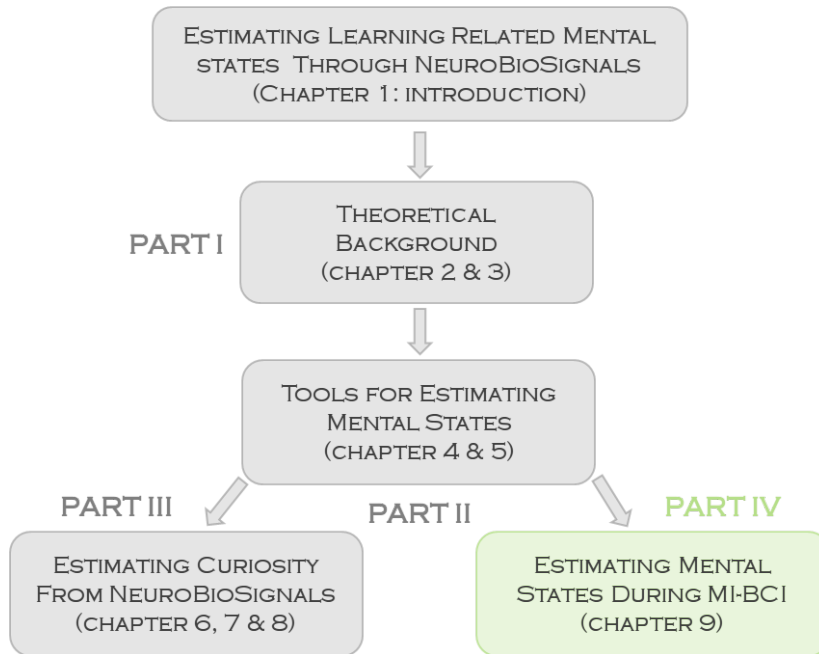 Estimating Learning Related Mental
states Through NeuroBioSignals
(Chapter 1: introduction)
PART I
Theoretical
Background
(chapter 2 & 3)
Tools for Estimating
Mental States
(chapter 4 & 5)
PART III
PART II
PART IV
Estimating Curiosity
From NeuroBioSignals
(chapter 6, 7 & 8)
Estimating Mental
States During MI-BCI
(chapter 9)